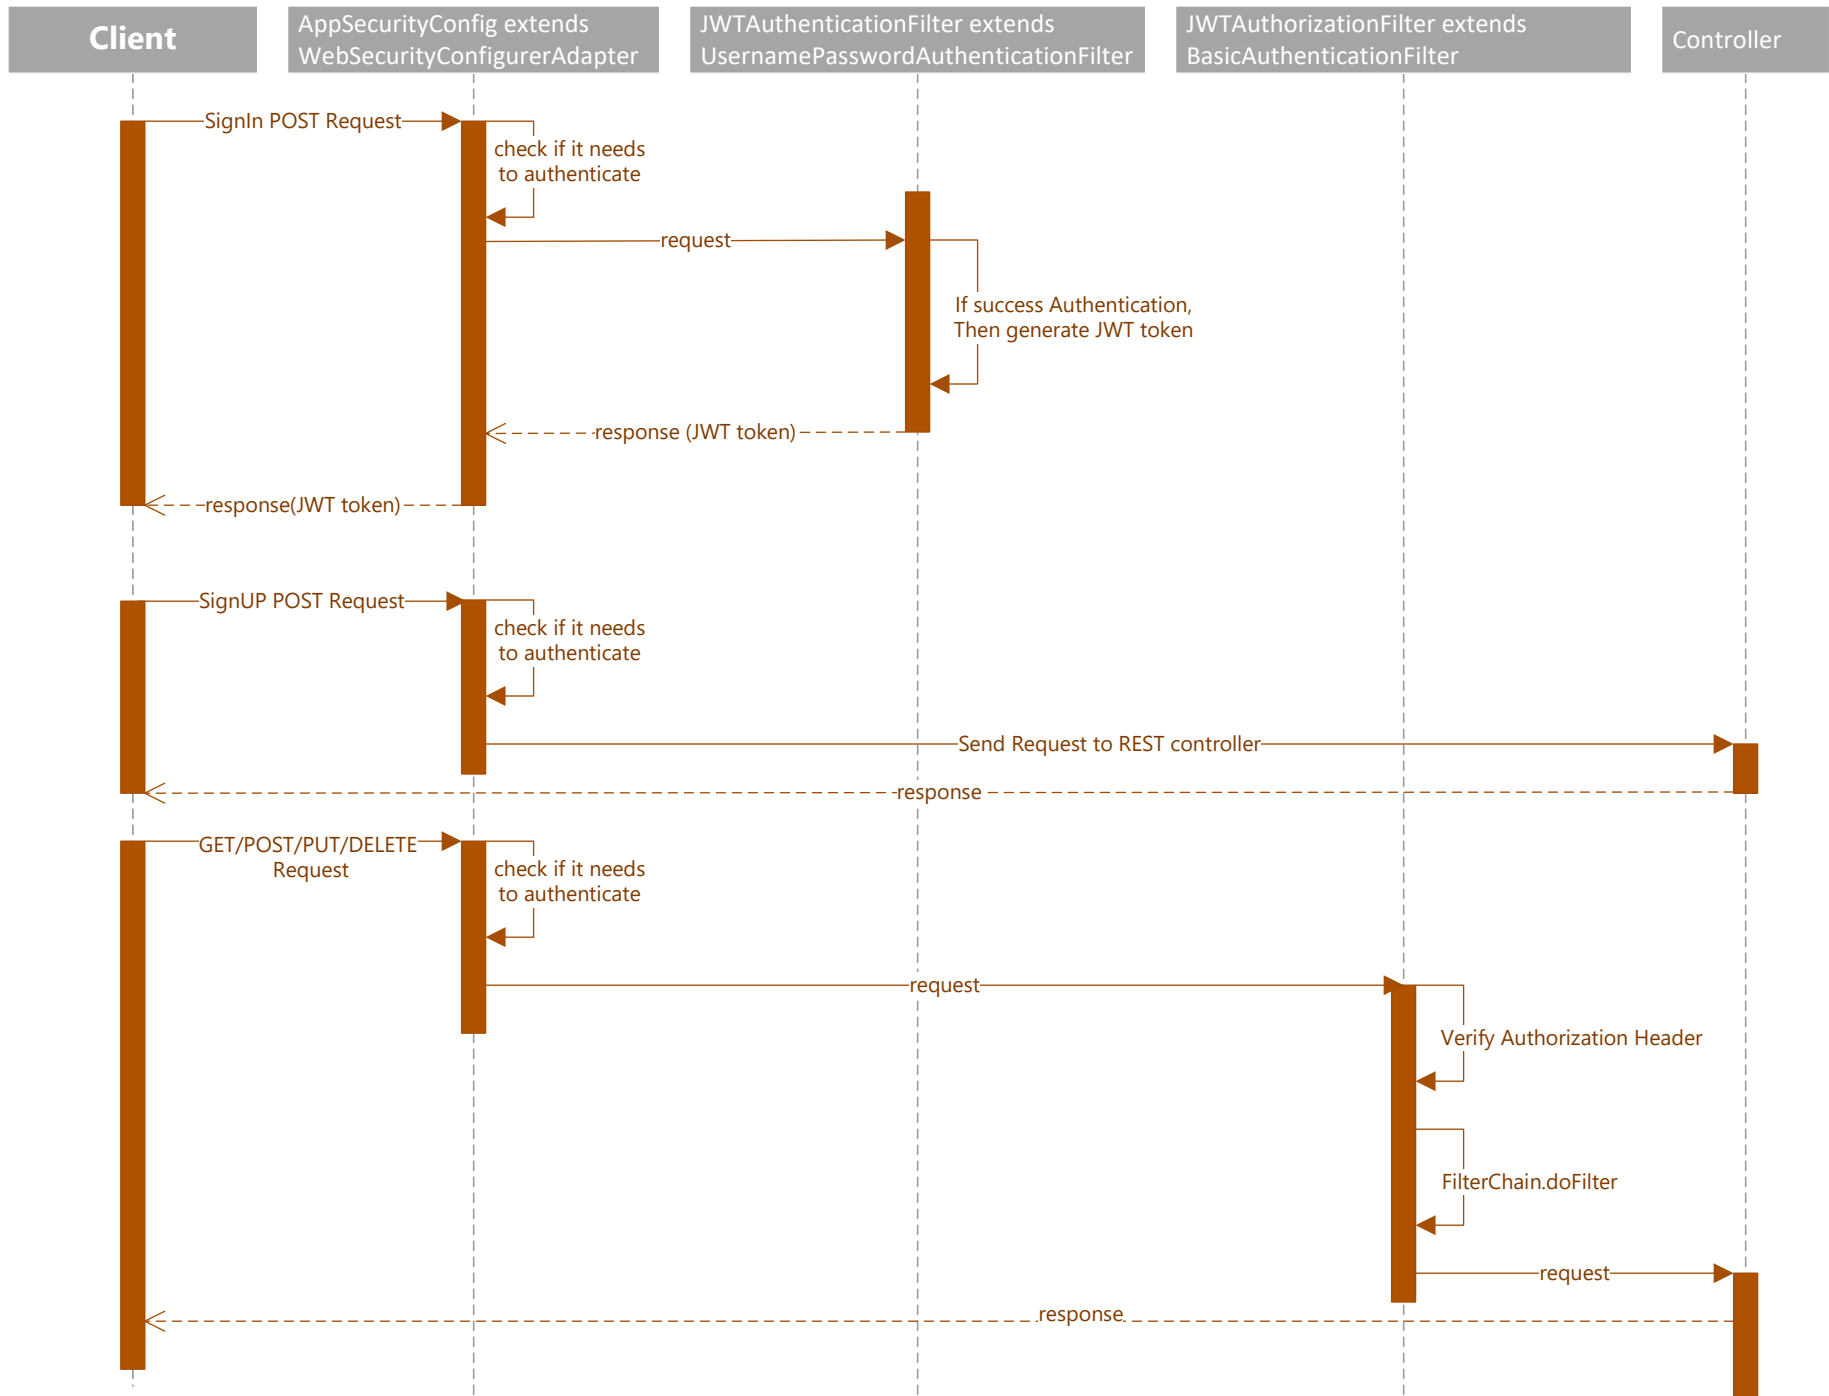 Client
AppSecurityConfig extends
WebSecurityConfigurerAdapter
JWTAuthenticationFilter extends
UsernamePasswordAuthenticationFilter
JWTAuthorizationFilter extends
BasicAuthenticationFilter
Controller
SignIn POST Request
check if it needs
to authenticate
request
If success Authentication,
Then generate JWT token
response (JWT token)
response(JWT token)
SignUP POST Request
check if it needs
to authenticate
Send Request to REST controller
response
GET/POST/PUT/DELETE
Request
check if it needs
to authenticate
request
Verify Authorization Header
FilterChain.doFilter
request
response